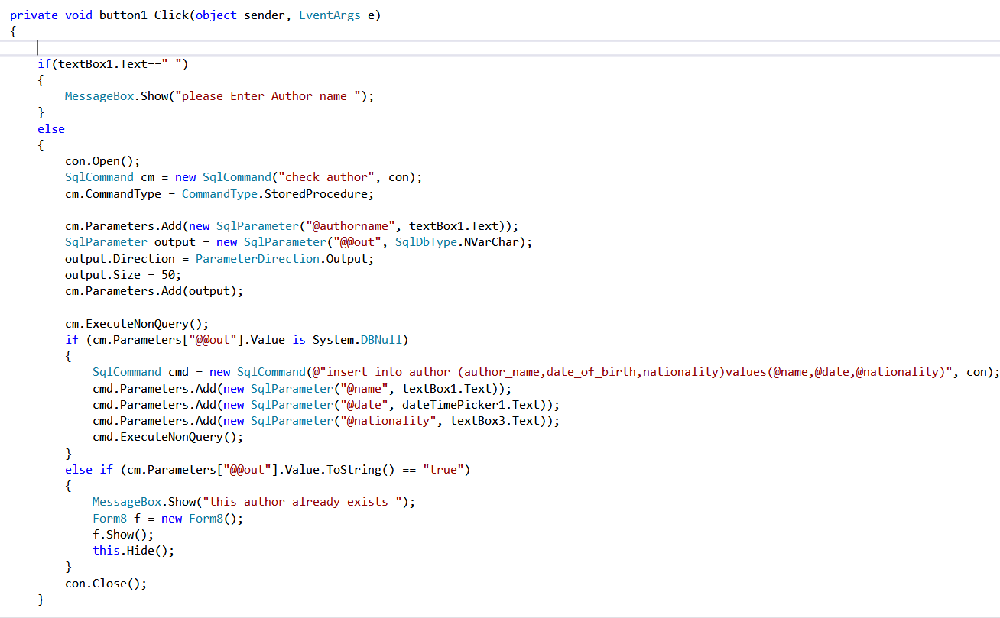 private void button1_Click(object sender, EventArgs e)
{
if(textBox1.Text==" ")
{
MessageBox.Show("please Enter Author name ");
}
else
{
con.Open();
SqlCommand cm = new SqlCommand("check_author", con);
cm.CommandType = CommandType.StoredProcedure;
cm.Parameters.Add(new SqlParameter("@authorname", textBox1.Text));
SqlParameter output = new SqlParameter("@@out", SqlDbType.NVarChar);
output.Direction = ParameterDirection.Output;
output.Size = 50;
cm.Parameters.Add(output);
cm.ExecuteNonQuery();
if (cm.Parameters["@@out"].Value is System.DBNull)
{
SqlCommand cmd = new SqlCommand(@"insert into author (author_name,date_of_birth,nationality)values(@name,@date,@nationality)", con);
cmd.Parameters.Add(new SqlParameter("@name", textBox1.Text));
cmd.Parameters.Add(new SqlParameter("@date", dateTimePicker1.Text));
cmd.Parameters.Add(new SqlParameter("@nationality", textBox3.Text));
cmd.ExecuteNonQuery();
}
else if (cm.Parameters["@@out"].Value.ToString() == "true")
{
MessageBox.Show("this author already exists ");
Form8 f = new Form8();
f.Show();
this.Hide();
}
con.Close();
}